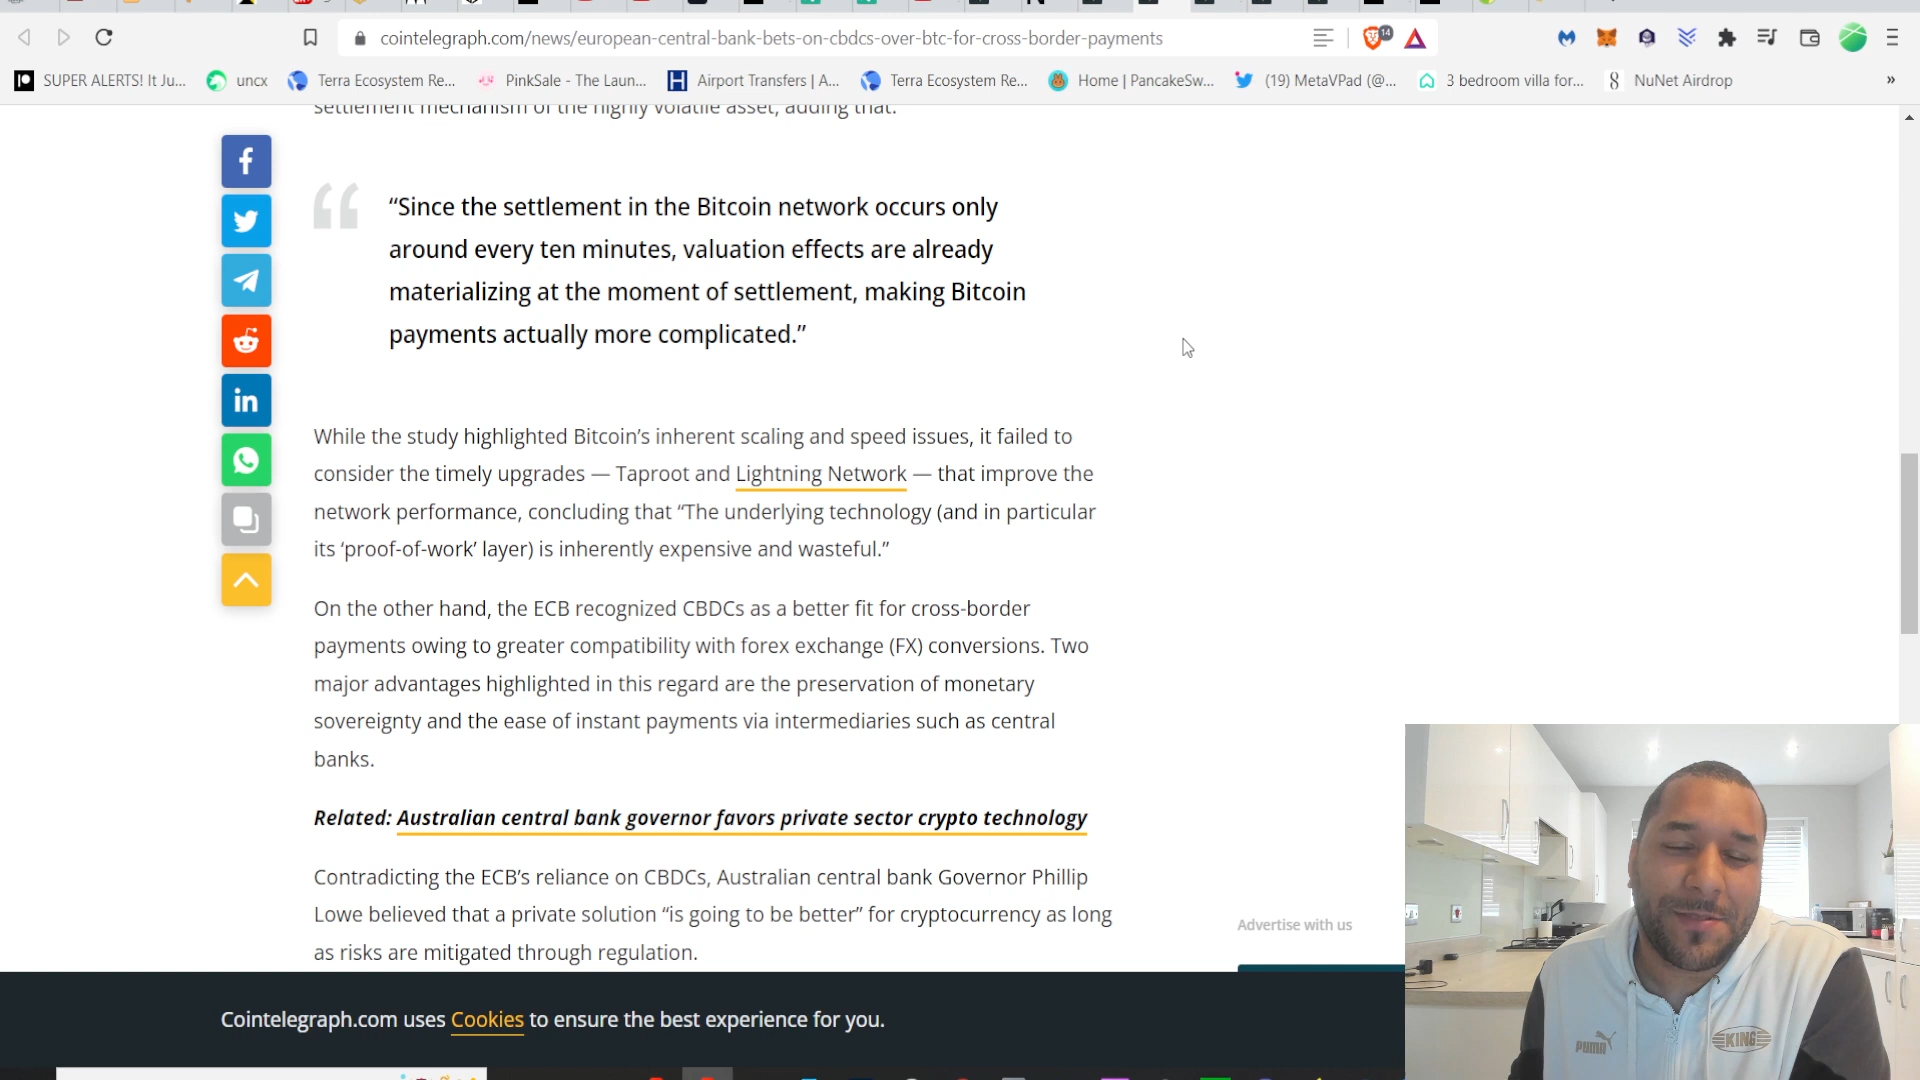 cointelegraph.com/news/european-central-bank-bets-on-cbdcs-over-btc-for-cross-border-payments
14
SUPER ALERTS! It Ju...
uncx
Terra Ecosystem Re...
PinkSale - The Laun...
H
Airport Transfers | A...
Terra Ecosystem Re...
Home | PancakeSw...
(19) MetaVPad (@...
3 bedroom villa for...
NuNet Airdrop
»
settlement mechanism of the highly volatile asset, adding that:
“Since the settlement in the Bitcoin network occurs only
around every ten minutes, valuation effects are already
materializing at the moment of settlement, making Bitcoin
payments actually more complicated.”
While the study highlighted Bitcoin’s inherent scaling and speed issues, it failed to
consider the timely upgrades — Taproot and Lightning Network — that improve the
network performance, concluding that “The underlying technology (and in particular
its ‘proof-of-work’ layer) is inherently expensive and wasteful.”
On the other hand, the ECB recognized CBDCs as a better fit for cross-border
payments owing to greater compatibility with forex exchange (FX) conversions. Two
major advantages highlighted in this regard are the preservation of monetary
sovereignty and the ease of instant payments via intermediaries such as central
banks.
Related: Australian central bank governor favors private sector crypto technology
Contradicting the ECB’s reliance on CBDCs, Australian central bank Governor Phillip
Lowe believed that a private solution “is going to be better” for cryptocurrency as long
as risks are mitigated through regulation.
Advertise with us
Cointelegraph.com uses Cookies to ensure the best experience for you.
PUMA
KING